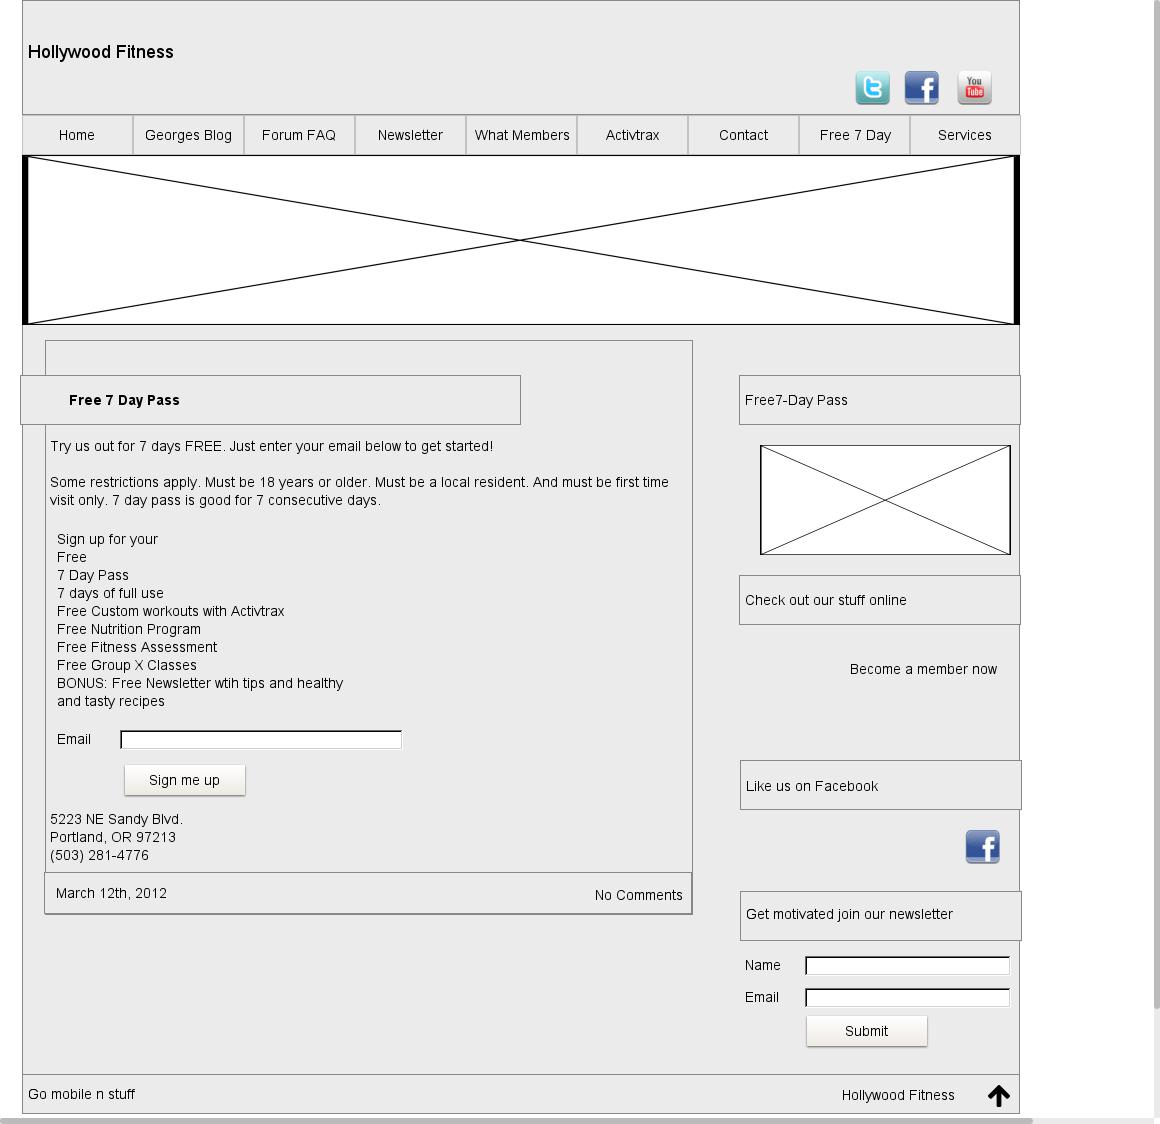 Hollywood Fitness
You
Tube
Home
Georges Blog
Forum FAQ
Newsletter
What Members
Activtrax
Contact
Free 7 Day
Services
Free 7 Day Pass
Try us out for 7 days FREE. Just enter your email below to get started!
Some restrictions apply. Must be 18 years or older. Must be a local resident. And must be first time
visit only. 7 day pass is good for 7 consecutive days.
Sign up for your
Free
7 Day Pass
7 days of full use
Free Custom workouts with Activtrax
Free Nutrition Program
Free Fitness Assessment
Free Group X Classes
BONUS: Free Newsletter wtih tips and healthy
and tasty recipes
Email
Sign me up
5223 NE Sandy Blvd.
Portland, OR 97213
(503) 281-4776
March 12th, 2012
No Comments
Free7-Day Pass
Check out our stuff online
Become a member now
Like us on Facebook
Get motivated join our newsletter
Name
Email
Submit
Go mobile n stuff
Hollywood Fitness